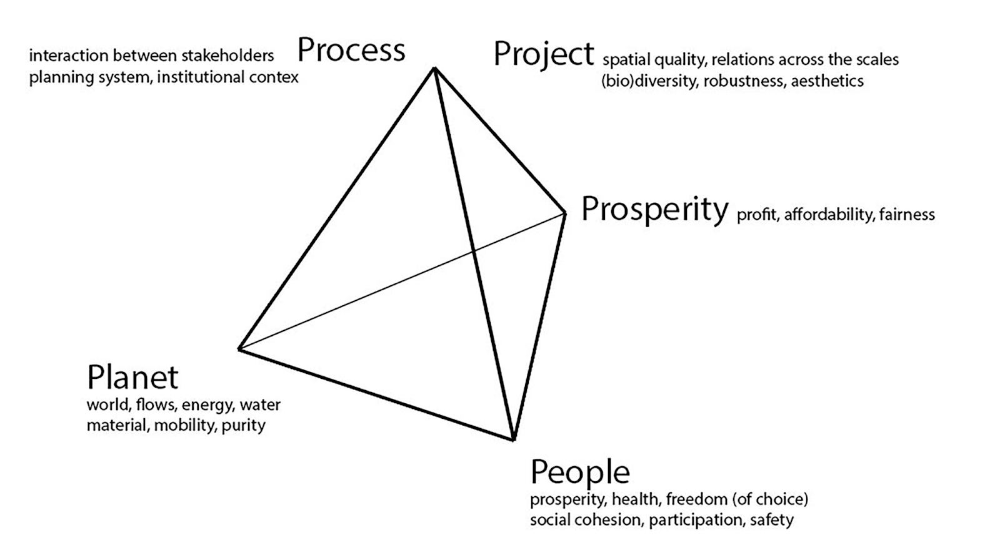 Process
interaction between stakeholders
planning system, institutional contex
Project
spatial quality, relations across the scales
(bio)diversity, robustness, aesthetics
Prosperity
profit, affordability, fairness
Planet
world, flows, energy, water
material, mobility, purity
People
prosperity, health, freedom (of choice)
social cohesion, participation, safety